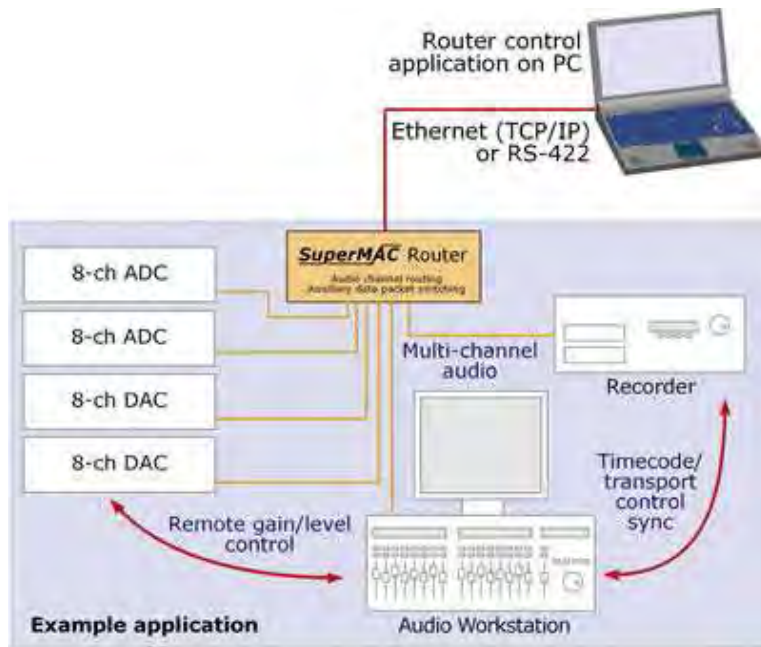 Router control
application on PC
Ethernet (TCP/IP)
or RS-422
SuperMAC Router
Audio channel routing
Auxiliary data packet switching
8-ch ADC
8-ch ADC
8-ch DAC
8-ch DAC
Multi-channel
audio
Recorder
Timecode/
transport
control
sync
Remote gain/level
control
Audio Workstation
Example application